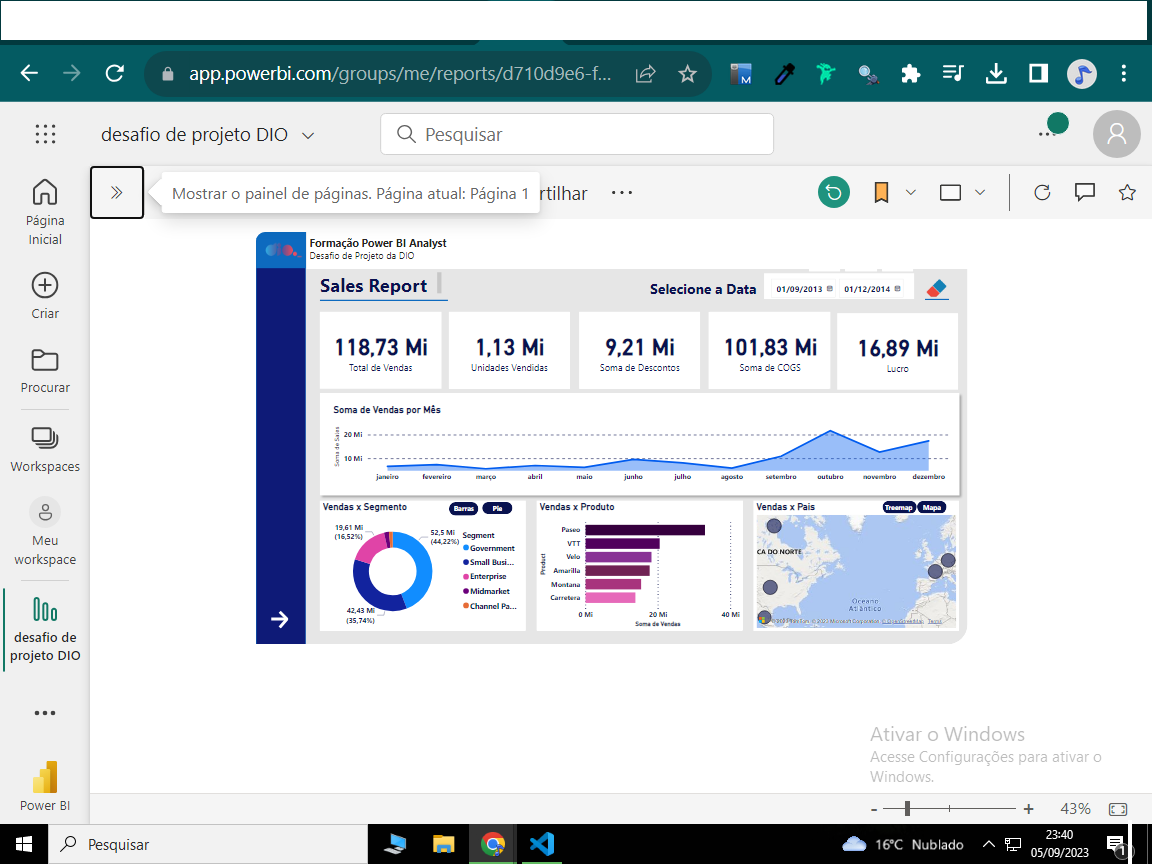 app.powerbi.com/groups/me/reports/d710d9e6-f...
M
desafio de projeto DIO
Pesquisar
...
Mostrar o painel de páginas. Página atual: Página 1
rtilhar
...
Página
Inicial
Criar
Procurar
Workspaces
Meu
workspace
desafio de
projeto DIO
...
Power BI
Formação Power BI Analyst
Desafio de Projeto da DIO
Sales Report
Selecione a Data
01/09/2013
01/12/2014
118,73 Mi
Total de Vendas
1,13 Mi
Unidades Vendidas
9,21 Mi
Soma de Descontos
101,83 Mi
Soma de COGS
16,89 Mi
Lucro
Soma de Vendas por Mês
Soma de Sales
20 Mi
10 Mi
janeiro fevereiro março abril maio junho julho agosto setembro outubro novembro dezembro
Vendas x Segmento
Barras
Pie
19,61 Mi
(16,52%)
52,5 Mi
(44,22%)
42,43 Mi
(35,74%)
Segment
Government
Small Busi...
Enterprise
Midmarket
Channel Pa...
Vendas x Produto
Product
Paseo
VTT
Velo
Amarilla
Montana
Carretera
0 Mi 20 Mi 40 Mi
Soma de Vendas
Vendas x Pais
Treemap
Mapa
CA DO NORTE
Oceano
Atlântico
Ativar o Windows
Acesse Configurações para ativar o
Windows.
- + 43%
Pesquisar
16°C Nublado
23:40
05/09/2023
1